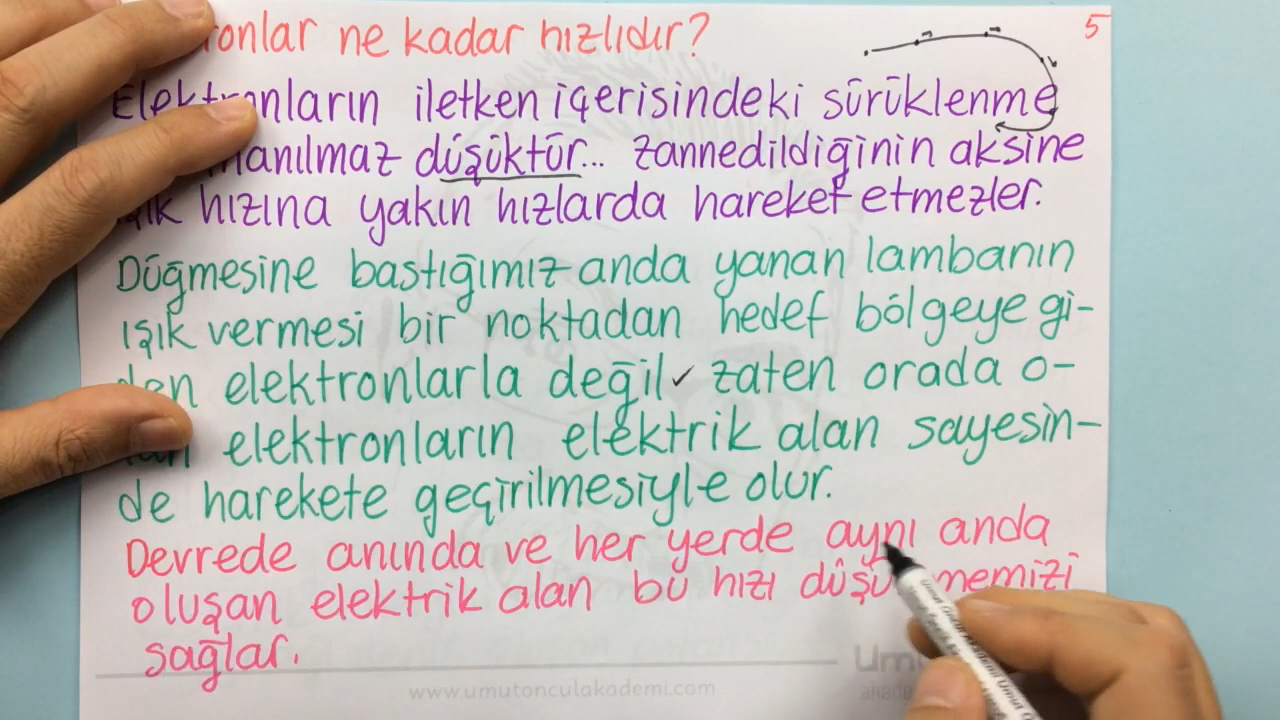 ronlar ne kadar hızlıdır? 5
Elektronların iletken içerisindeki sürüklenme
düşüktür... zannedildiğinin aksine
hızına yakın hızlarda hareket etmezler.
Düğmesine bastığımız anda yanan lambanın
ışık vermesi bir noktadan hedef bölgeye gi-
den elektronlarla değil ✓ zaten orada o-
lan elektronların elektrik alan sayesin-
de harekete geçirilmesiyle olur.
Devrede anında ve her yerde aynı anda
oluşan elektrik alan bu hızı
sağlar.
www.umutonculakademi.com